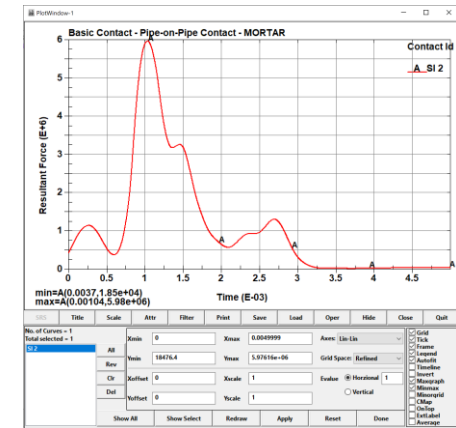 PlotWindow-1
Basic Contact - Pipe-on-Pipe Contact - MORTAR
Contact Id
A SI 2
Resultant Force (E+6)
6
5
4
3
2
1
0
A
A
A
A
A
0 0.5 1 1.5 2 2.5 3 3.5 4 4.5 5
min=A(0.0037,1.85e+04)
max=A(0.00104,5.98e+06)
Time (E-03)
SBS Title Scale Attr Filter Print Save Load Oper Hide Close Quit
No. of Curves = 1
Total selected = 1
SI 2
All
Rev
Clr
Del
Xmin 0 Xmax 0.0049999 Axes: Lin-Lin
Ymin 18476.4 Ymax 5.97616e+06 Grid Space: Refined
Xoffset 0 Xscale 1 Evalue Horzional 1
Yoffset 0 Yscale 1 Vertical
Show All Show Select Redraw Apply Reset Done
Grid
Tick
Frame
Legend
Autofit
Timeline
Invert
Maxgraph
Minmax
Minorgrid
CMap
OnTop
ExtLabel
Average